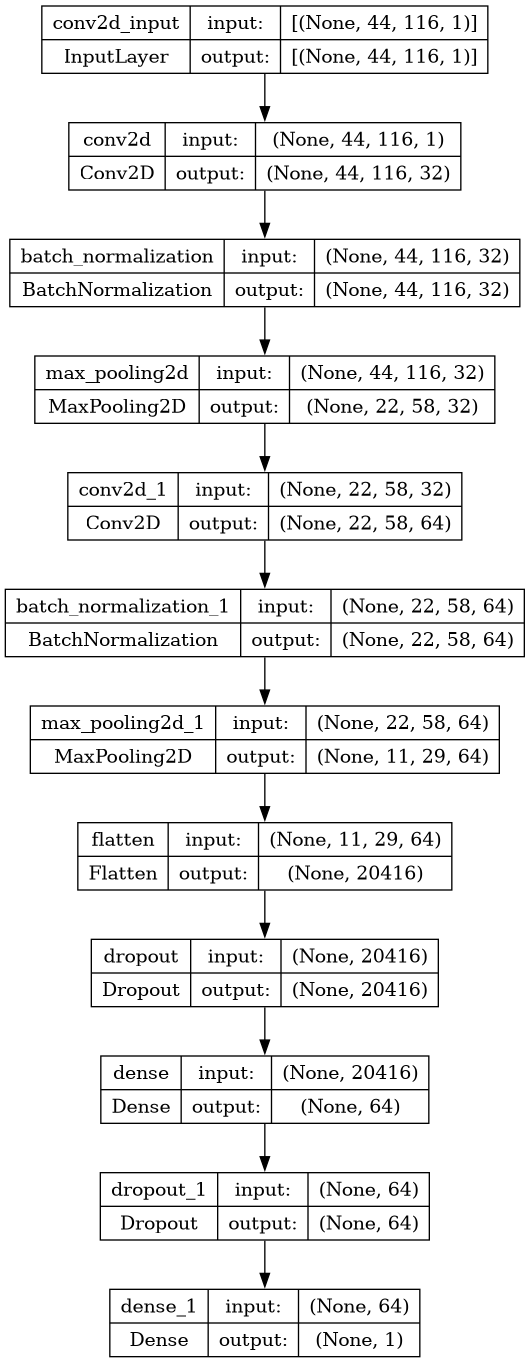 conv2d_input input: [(None, 44, 116, 1)]
InputLayer output: [(None, 44, 116, 1)]
conv2d input: (None, 44, 116, 1)
Conv2D output: (None, 44, 116, 32)
batch_normalization input: (None, 44, 116, 32)
BatchNormalization output: (None, 44, 116, 32)
max_pooling2d input: (None, 44, 116, 32)
MaxPooling2D output: (None, 22, 58, 32)
conv2d_1 input: (None, 22, 58, 32)
Conv2D output: (None, 22, 58, 64)
batch_normalization_1 input: (None, 22, 58, 64)
BatchNormalization output: (None, 22, 58, 64)
max_pooling2d_1 input: (None, 22, 58, 64)
MaxPooling2D output: (None, 11, 29, 64)
flatten input: (None, 11, 29, 64)
Flatten output: (None, 20416)
dropout input: (None, 20416)
Dropout output: (None, 20416)
dense input: (None, 20416)
Dense output: (None, 64)
dropout_1 input: (None, 64)
Dropout output: (None, 64)
dense_1 input: (None, 64)
Dense output: (None, 1)